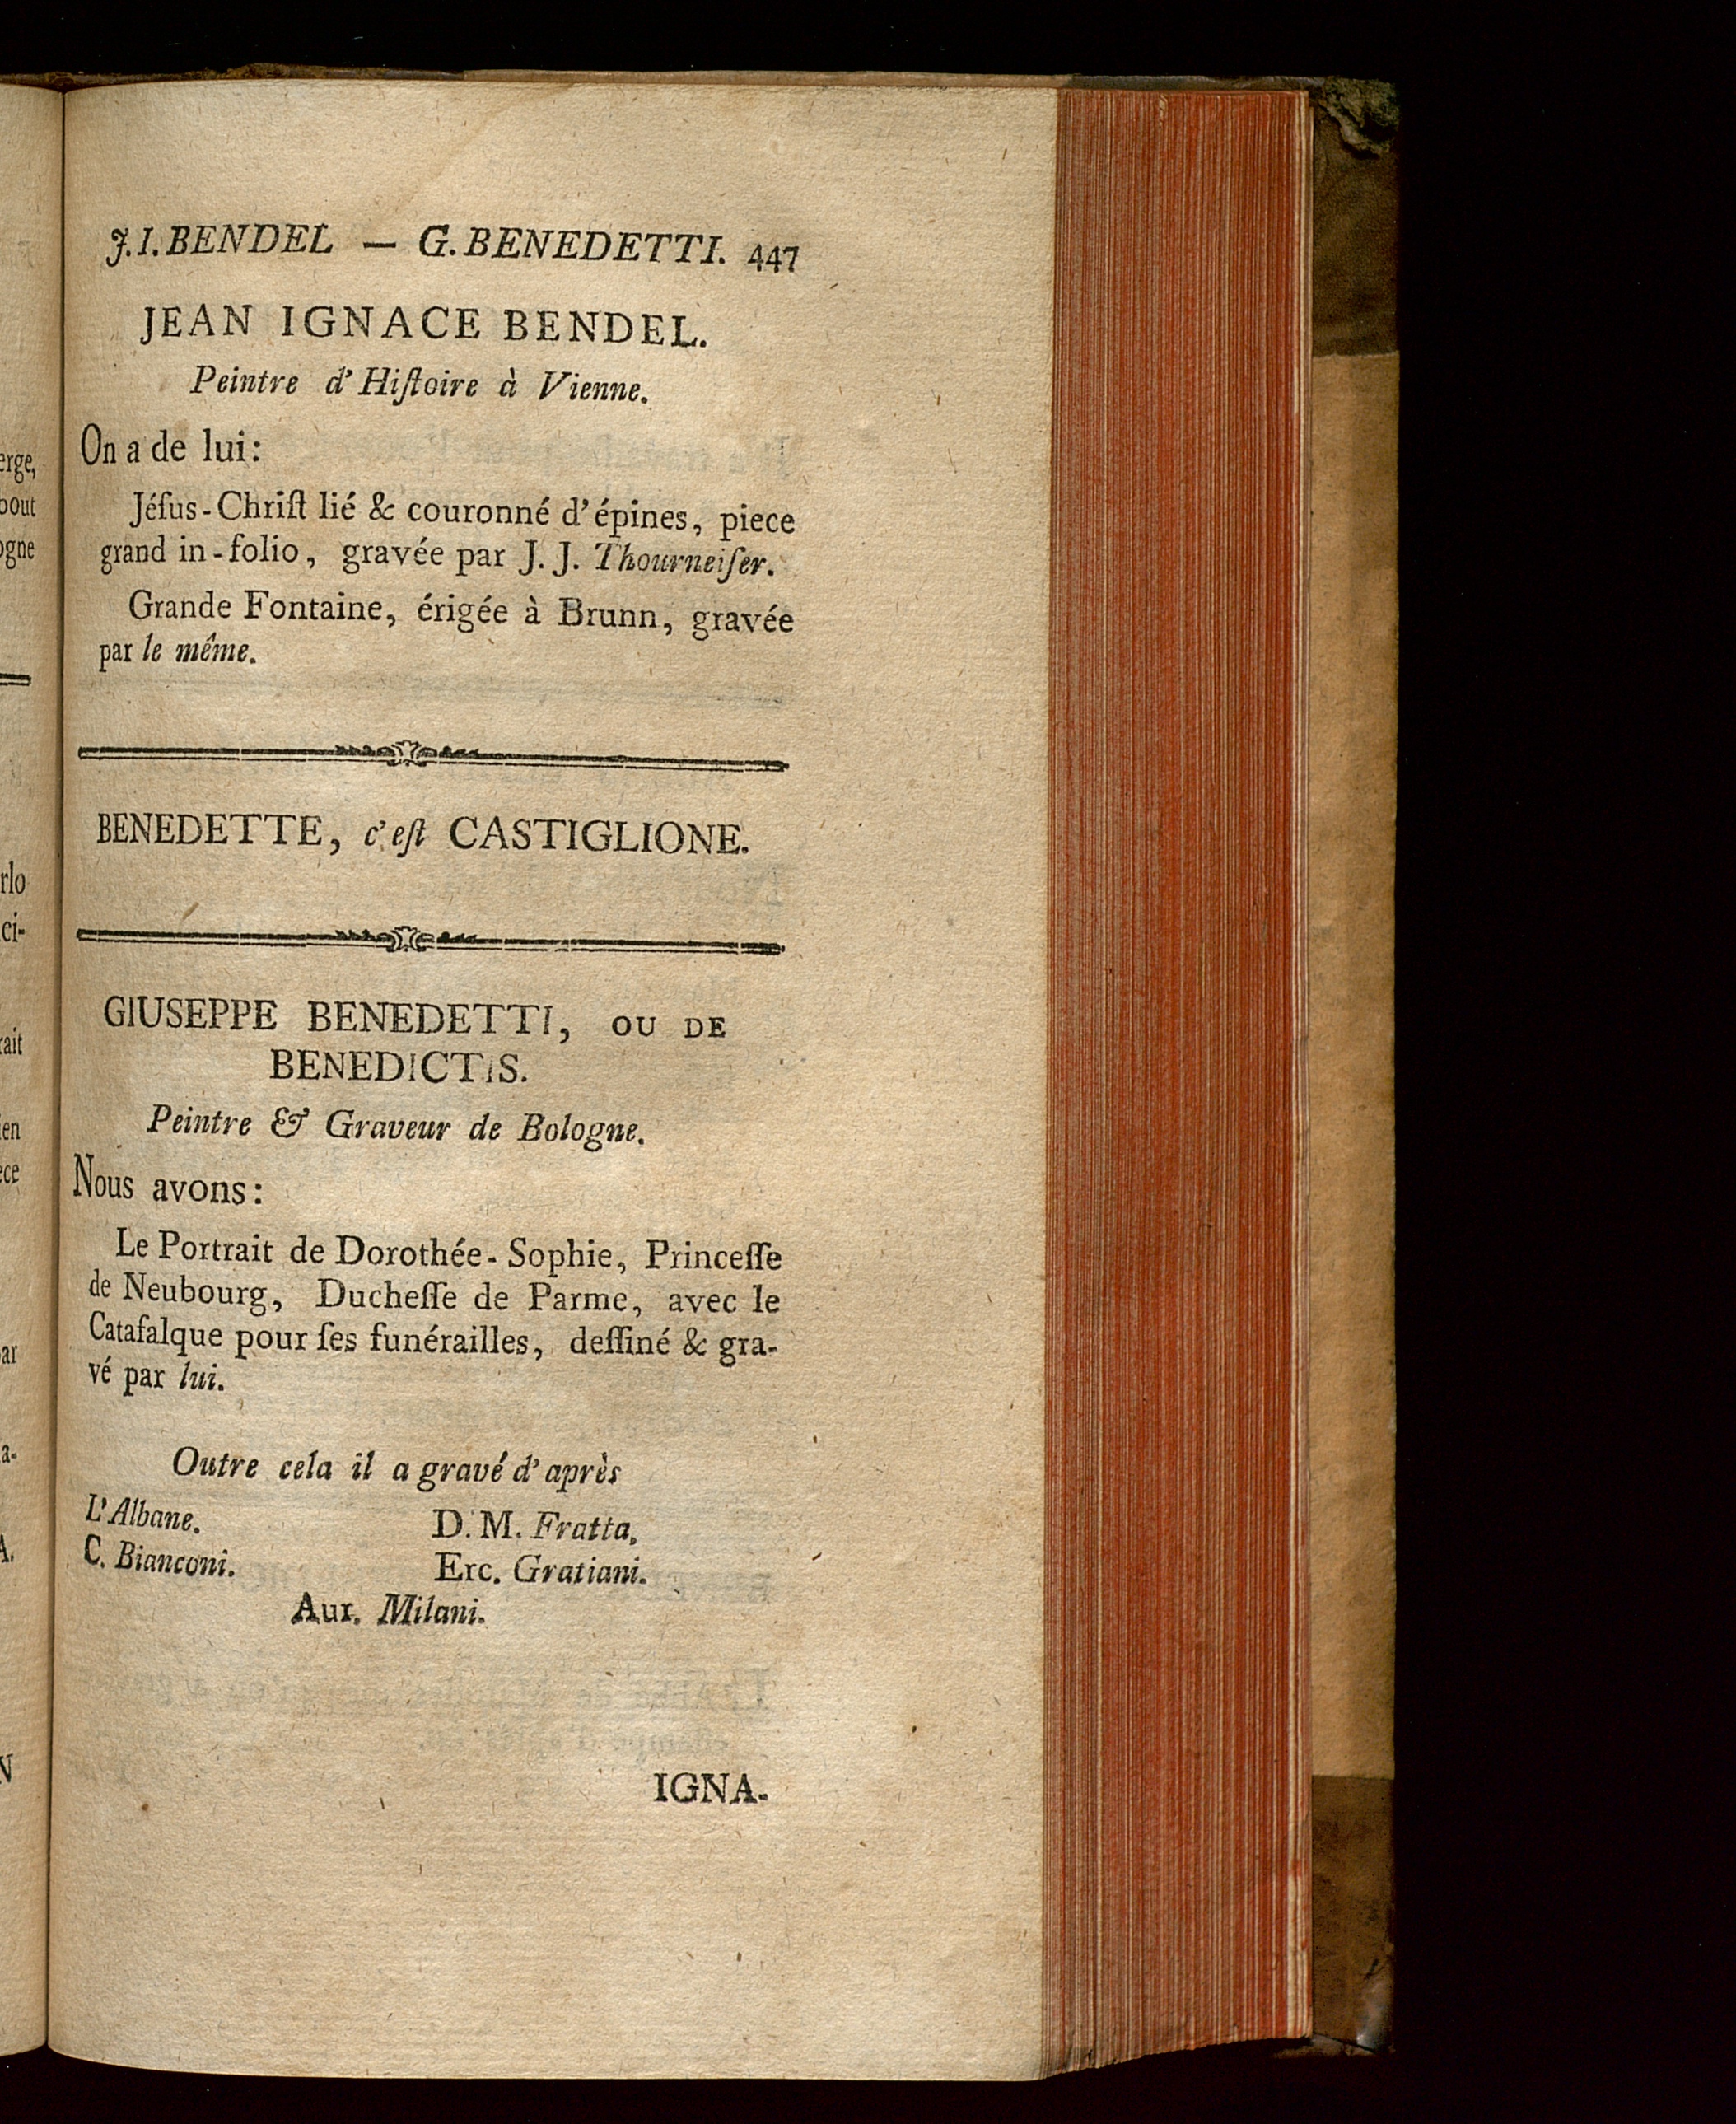 J.I. BENDEL — G. BENEDETTI. 447
JEAN IGNACE BENDEL.
Peintre d'Hiſtoire à Vienne.
On a de lui:
Jéſus-Chriſt lié & couronné d'épines, piece
grand in-folio, gravée par J. J. Thourneiſer.
Grande Fontaine, érigée à Brunn, gravée
par le même.
BENEDETTE, c'eſt CASTIGLIONE.
GIUSEPPE BENEDETTI, OU DE
BENEDICTIS.
Peintre & Graveur de Bologne.
Nous avons:
Le Portrait de Dorothée-Sophie, Princeſſe
de Neubourg, Ducheſſe de Parme, avec le
Catafalque pour ſes funérailles, deſſiné & gra-
vé par lui.
Outre cela il a gravé d'après
L'Albane. D. M. Fratta.
C. Bianconi. Erc. Gratiani.
Aur. Milani.
IGNA-